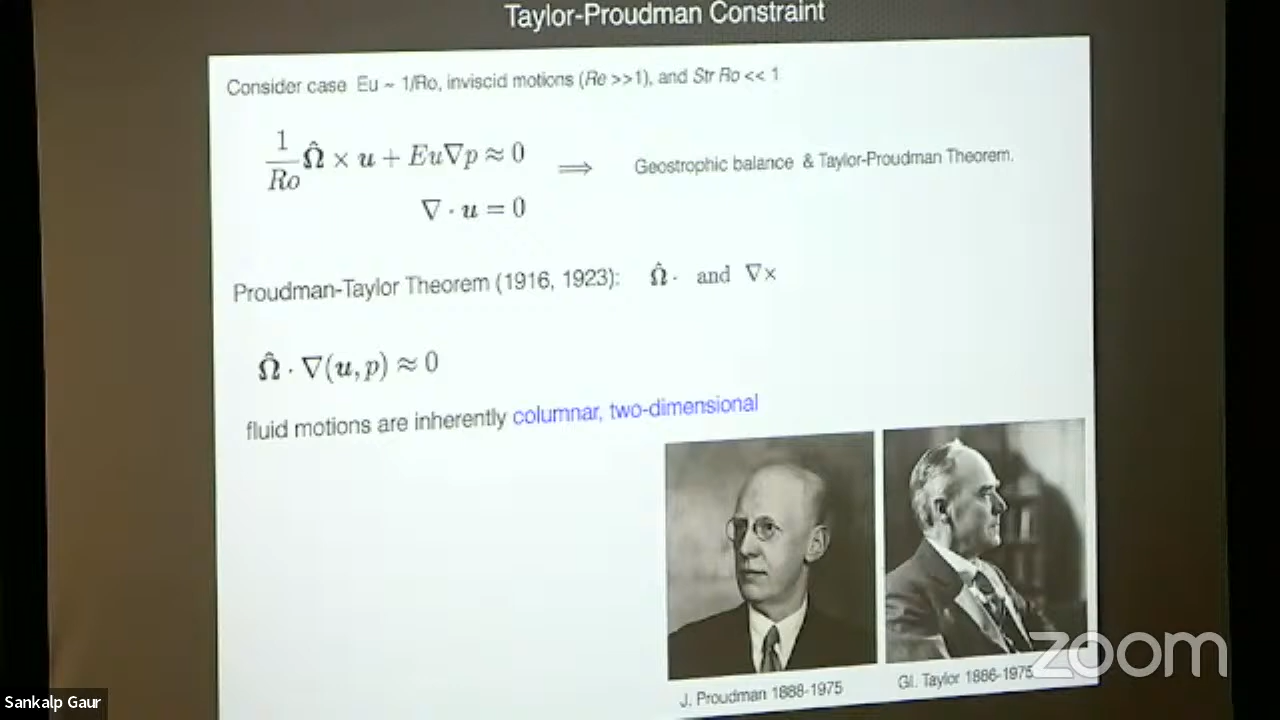 Taylor-Proudman Constraint
Consider case Eu ~ 1/Ro, inviscid motions (Re >>1), and Str Ro << 1
1/Ro Ω̂ × u + Eu∇p ≈ 0 ⟹ Geostrophic balance & Taylor-Proudman Theorem.
∇ · u = 0
Proudman-Taylor Theorem (1916, 1923): Ω̂ · and ∇×
Ω̂ · ∇(u, p) ≈ 0
fluid motions are inherently columnar, two-dimensional
J. Proudman 1888-1975
GI. Taylor 1886-1975
zoom
Sankalp Gaur